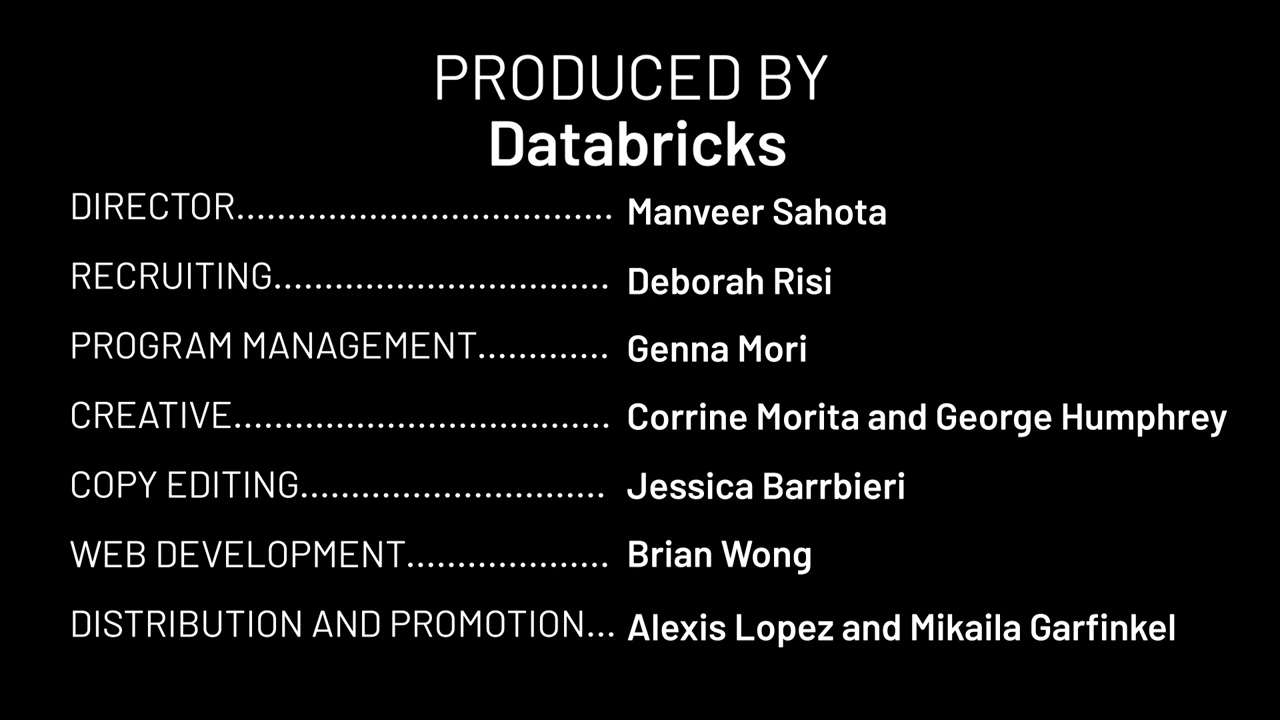 PRODUCED BY
Databricks
DIRECTOR..................................... Manveer Sahota
RECRUITING................................. Deborah Risi
PROGRAM MANAGEMENT............. Genna Mori
CREATIVE..................................... Corrine Morita and George Humphrey
COPY EDITING.............................. Jessica Barrbieri
WEB DEVELOPMENT.................... Brian Wong
DISTRIBUTION AND PROMOTION... Alexis Lopez and Mikaila Garfinkel